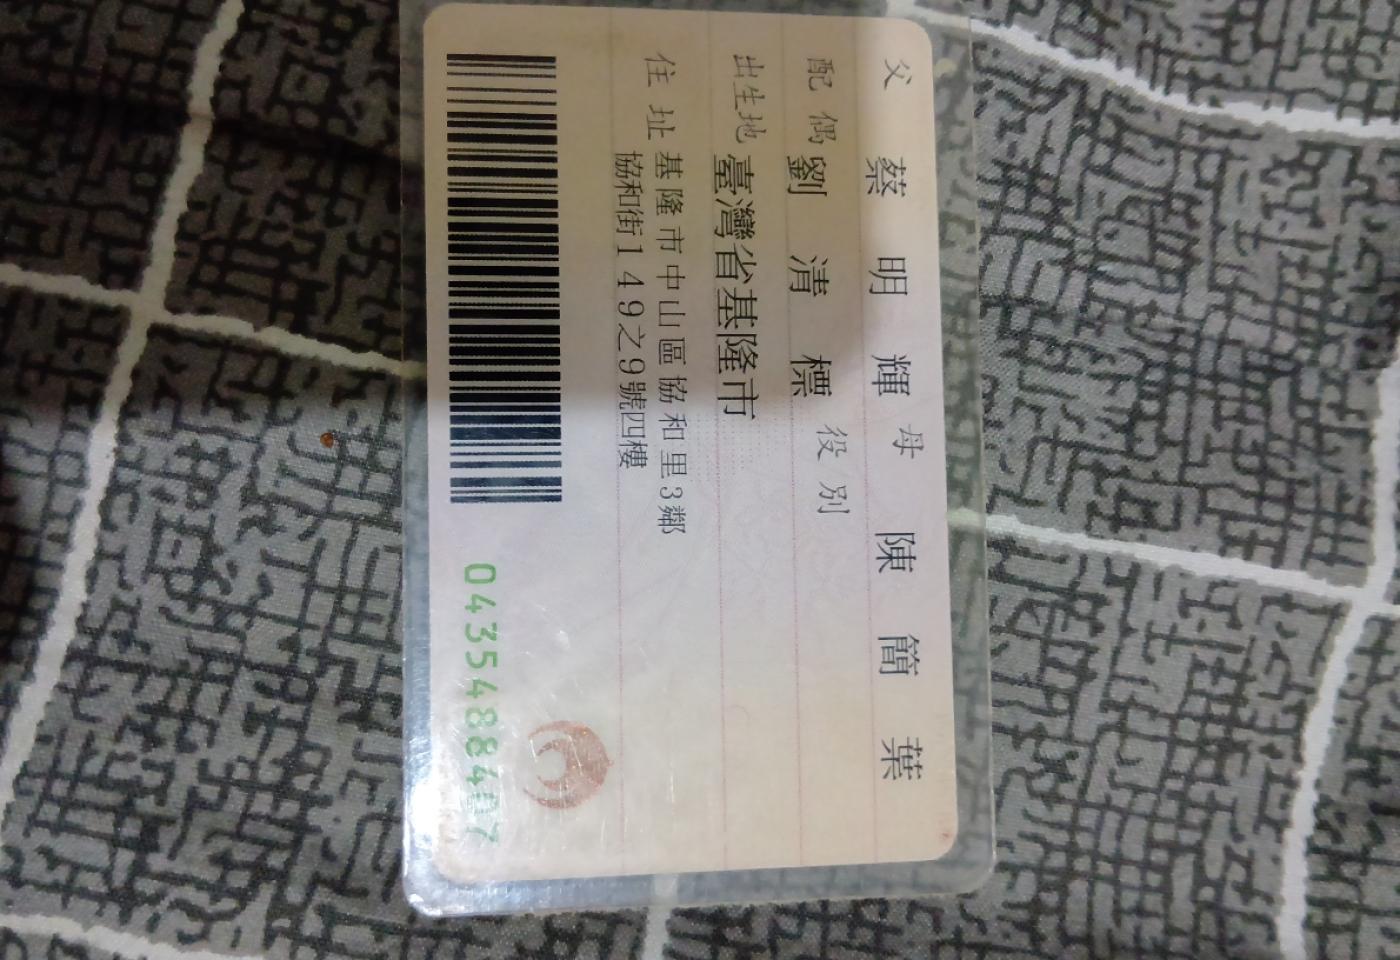 父 蔡明輝 母 陳簡葉
配偶 劉清標 役別
出生地 臺灣省基隆市
住址 基隆市中山區協和里3鄰
協和街149之9號四樓